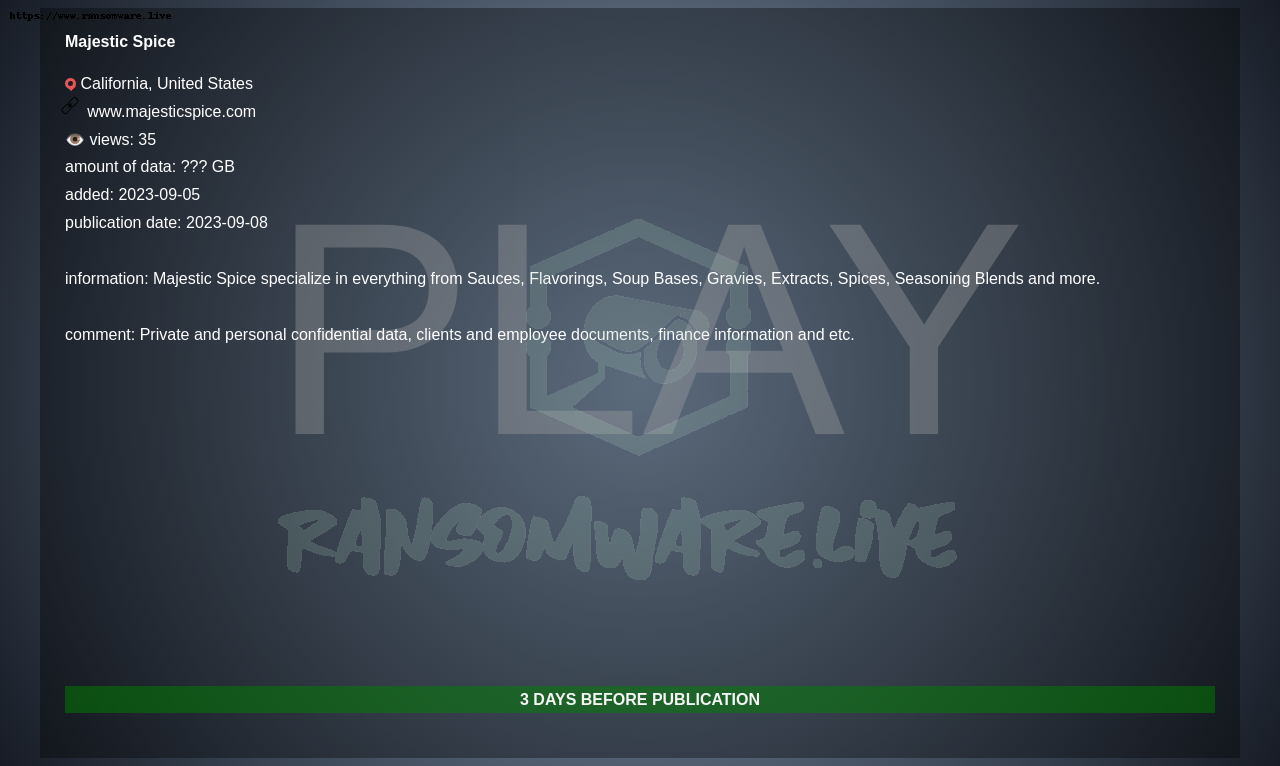 https://www.ransomware.live
Majestic Spice
California, United States
www.majesticspice.com
views: 35
amount of data: ??? GB
added: 2023-09-05
publication date: 2023-09-08
PLAY
information: Majestic Spice specialize in everything from Sauces, Flavorings, Soup Bases, Gravies, Extracts, Spices, Seasoning Blends and more.
comment: Private and personal confidential data, clients and employee documents, finance information and etc.
RANSOMWARE.LIVE
3 DAYS BEFORE PUBLICATION